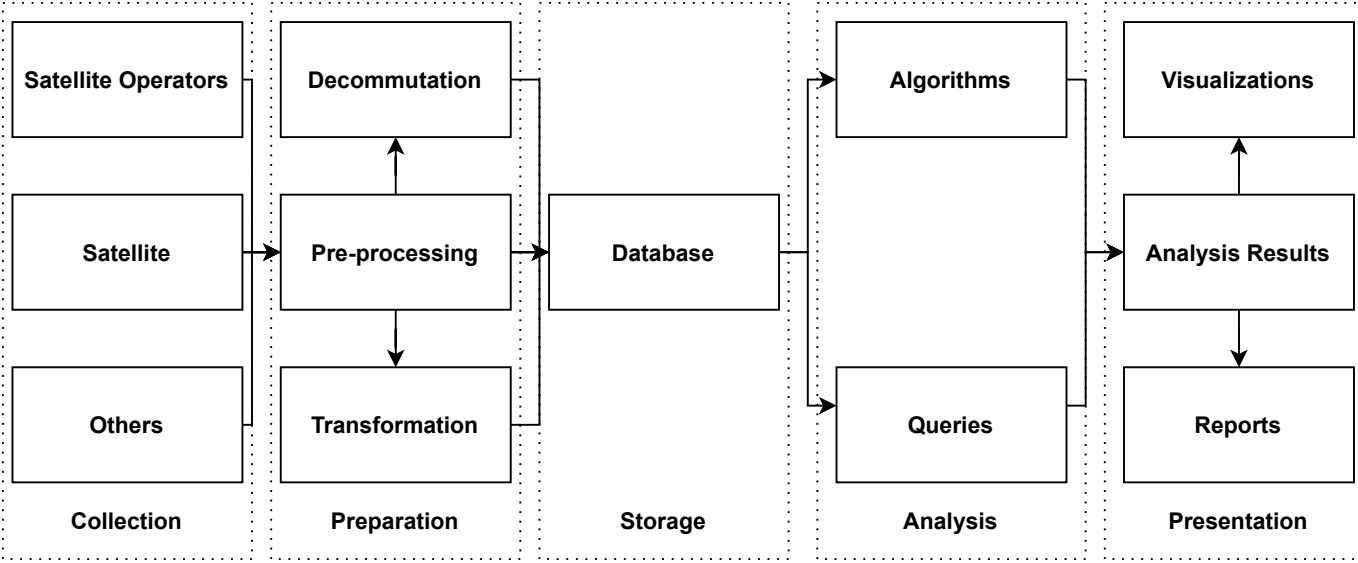 Satellite Operators
Decommutation
Algorithms
Visualizations
Satellite
Pre-processing
Database
Analysis Results
Others
Transformation
Queries
Reports
Collection
Preparation
Storage
Analysis
Presentation